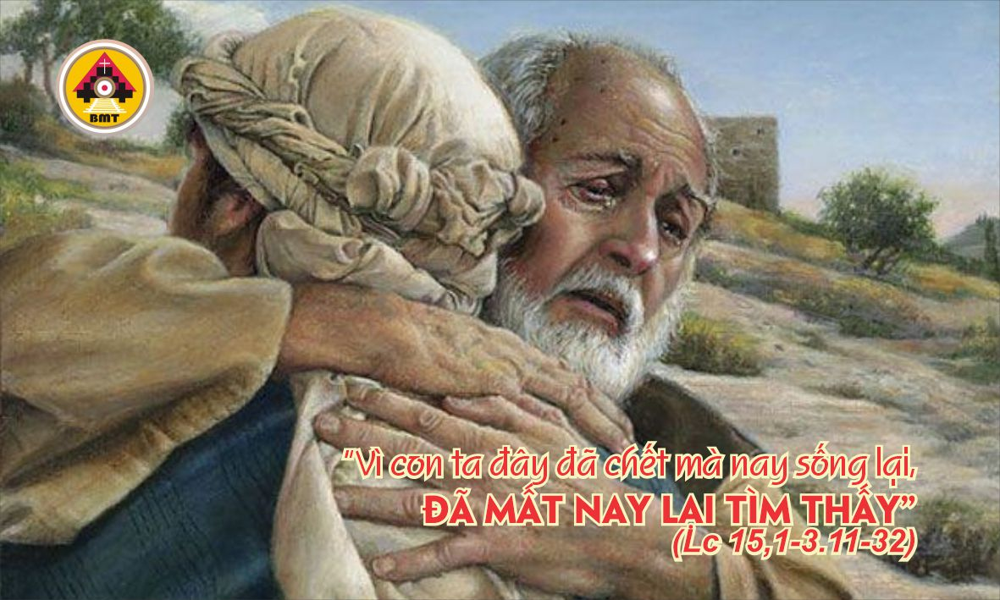 BMT
"Vì con ta đây đã chết mà nay sống lại,
ĐÃ MẤT NAY LẠI TÌM THẤY”
(Lc 15,1-3.11-32)